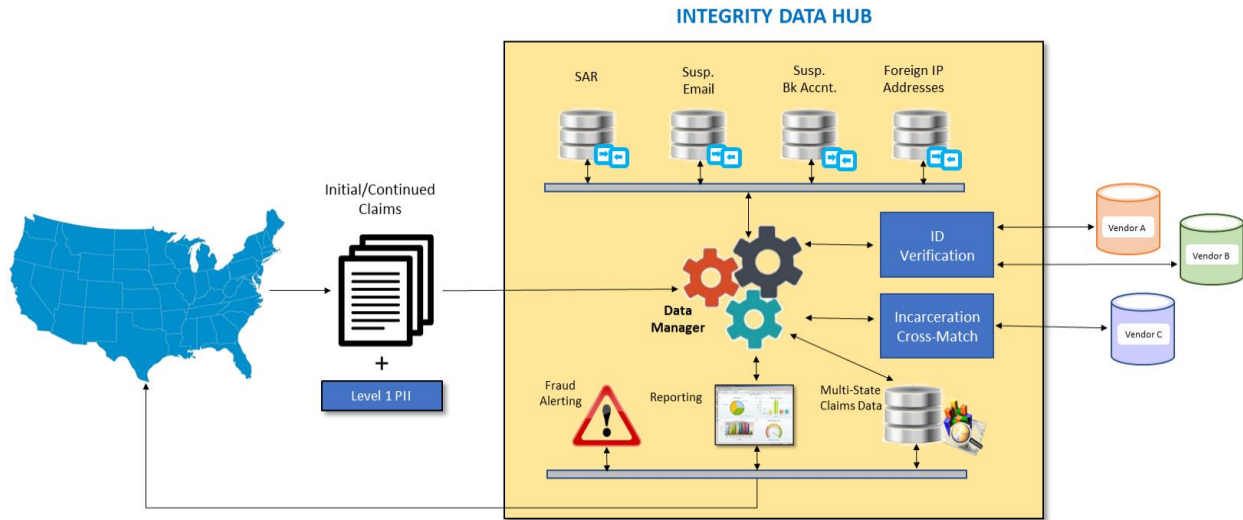 INTEGRITY DATA HUB
SAR
Susp.
Email
Susp.
Bk Accnt.
Foreign IP
Addresses
Initial/Continued
Claims
+
Level 1 PII
Data
Manager
ID
Verification
Incarceration
Cross-Match
Vendor A
Vendor B
Vendor C
Fraud
Alerting
!
Reporting
Multi-State
Claims Data